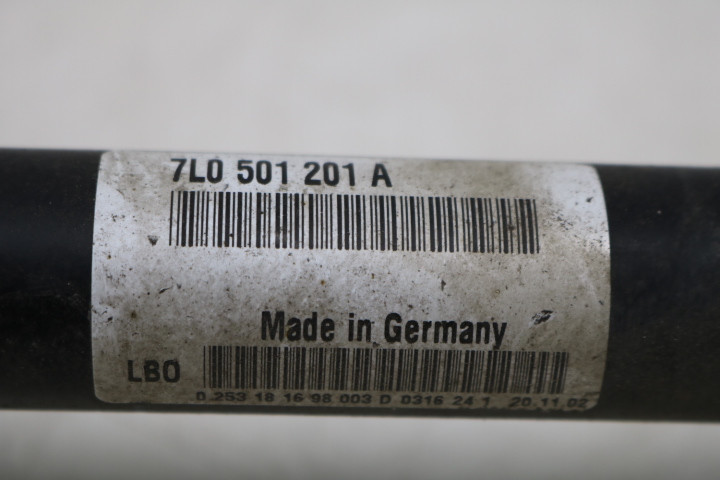 7L0 501 201 A
Made in Germany
LBO
0 253 18 16 98 003 D 0316 24 1 20.11.02